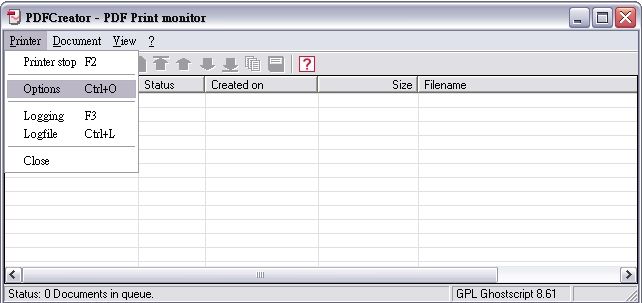 PDFCreator - PDF Print monitor
Printer Document View ?
Printer stop F2
Options Ctrl+O
Logging F3
Logfile Ctrl+L
Close
Status Created on Size Filename
Status: 0 Documents in queue. GPL Ghostscript 8.61